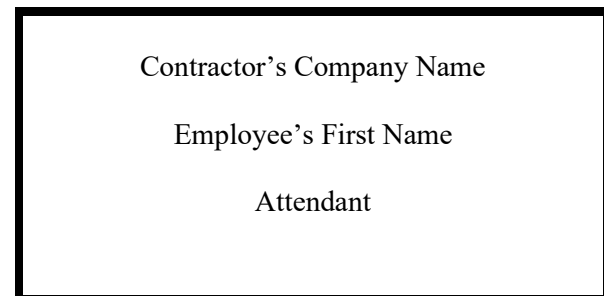 Contractor’s Company Name
Employee’s First Name
Attendant